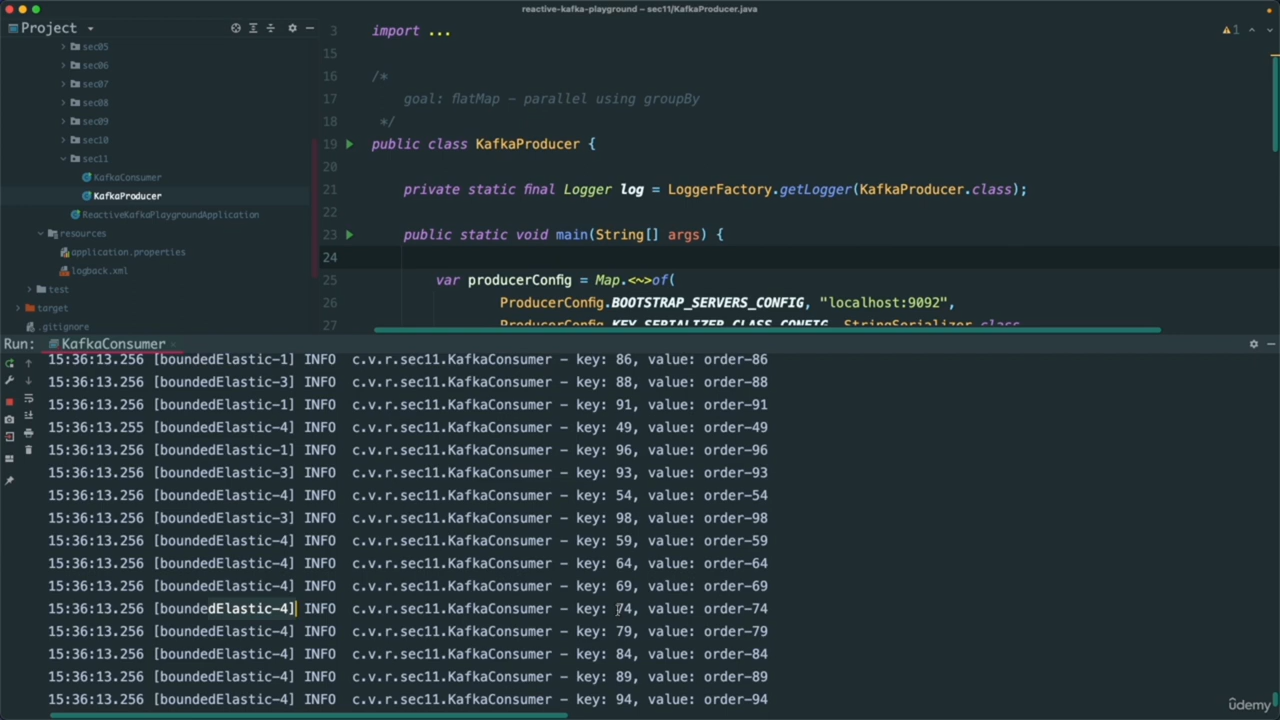 reactive-kafka-playground – sec11/KafkaProducer.java
Project
sec05
sec06
sec07
sec08
sec09
sec10
sec11
KafkaConsumer
KafkaProducer
ReactiveKafkaPlaygroundApplication
resources
application.properties
logback.xml
test
target
.gitignore
3 import ...
15
16 /*
17 goal: flatMap – parallel using groupBy
18 */
19 public class KafkaProducer {
20
21 private static final Logger log = LoggerFactory.getLogger(KafkaProducer.class);
22
23 public static void main(String[] args) {
24
25 var producerConfig = Map.<~>of(
26 ProducerConfig.BOOTSTRAP_SERVERS_CONFIG, "localhost:9092",
27 ProducerConfig.KEY_SERIALIZER_CLASS_CONFIG, StringSerializer.class
1
Run: KafkaConsumer
15:36:13.256 [boundedElastic-1] INFO c.v.r.sec11.KafkaConsumer – key: 86, value: order-86
15:36:13.256 [boundedElastic-3] INFO c.v.r.sec11.KafkaConsumer – key: 88, value: order-88
15:36:13.256 [boundedElastic-1] INFO c.v.r.sec11.KafkaConsumer – key: 91, value: order-91
15:36:13.255 [boundedElastic-4] INFO c.v.r.sec11.KafkaConsumer – key: 49, value: order-49
15:36:13.256 [boundedElastic-1] INFO c.v.r.sec11.KafkaConsumer – key: 96, value: order-96
15:36:13.256 [boundedElastic-3] INFO c.v.r.sec11.KafkaConsumer – key: 93, value: order-93
15:36:13.256 [boundedElastic-4] INFO c.v.r.sec11.KafkaConsumer – key: 54, value: order-54
15:36:13.256 [boundedElastic-3] INFO c.v.r.sec11.KafkaConsumer – key: 98, value: order-98
15:36:13.256 [boundedElastic-4] INFO c.v.r.sec11.KafkaConsumer – key: 59, value: order-59
15:36:13.256 [boundedElastic-4] INFO c.v.r.sec11.KafkaConsumer – key: 64, value: order-64
15:36:13.256 [boundedElastic-4] INFO c.v.r.sec11.KafkaConsumer – key: 69, value: order-69
15:36:13.256 [boundedElastic-4] INFO c.v.r.sec11.KafkaConsumer – key: 74, value: order-74
15:36:13.256 [boundedElastic-4] INFO c.v.r.sec11.KafkaConsumer – key: 79, value: order-79
15:36:13.256 [boundedElastic-4] INFO c.v.r.sec11.KafkaConsumer – key: 84, value: order-84
15:36:13.256 [boundedElastic-4] INFO c.v.r.sec11.KafkaConsumer – key: 89, value: order-89
15:36:13.256 [boundedElastic-4] INFO c.v.r.sec11.KafkaConsumer – key: 94, value: order-94
ûdemy